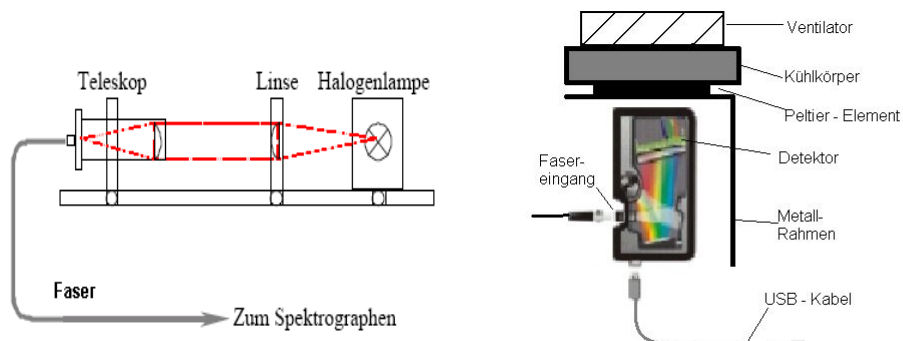 Teleskop
Linse
Halogenlampe
Faser
Zum Spektrographen
Ventilator
Kühlkörper
Peltier - Element
Detektor
Faser-
eingang
Metall-
Rahmen
USB - Kabel